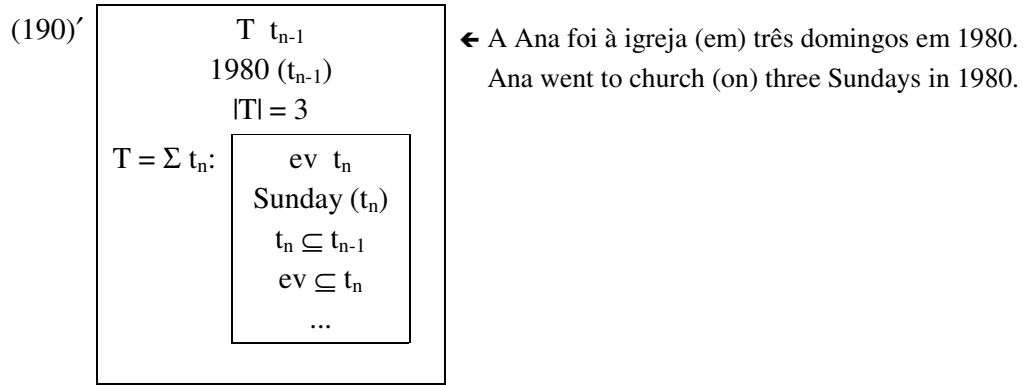 (190)′ T t_{n-1} ← A Ana foi à igreja (em) três domingos em 1980.
1980 (t_{n-1}) Ana went to church (on) three Sundays in 1980.
|T| = 3
T = Σ t_n: ev t_n
Sunday (t_n)
t_n ⊆ t_{n-1}
ev ⊆ t_n
...